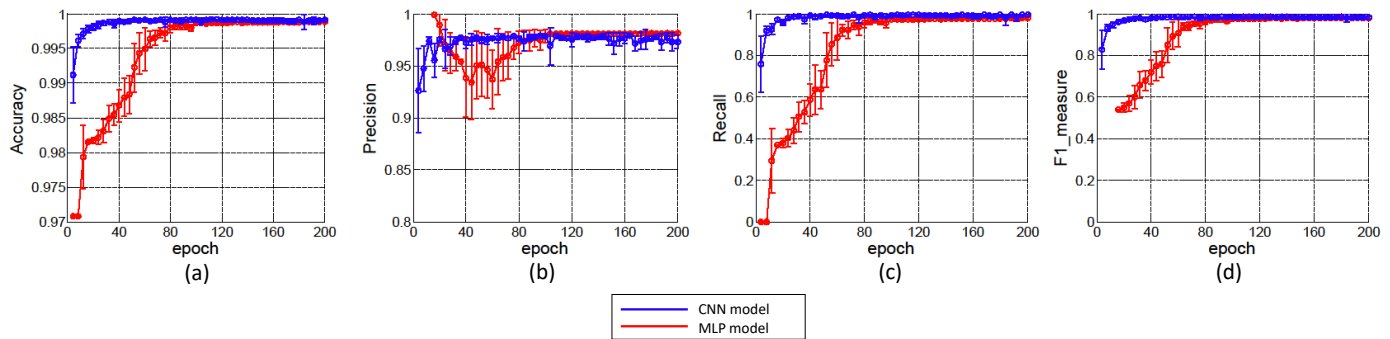 Accuracy
1
0.995
0.99
0.985
0.98
0.975
0.97
0 40 80 120 160 200
epoch
(a)
Precision
1
0.95
0.9
0.85
0.8
0 40 80 120 160 200
epoch
(b)
Recall
1
0.8
0.6
0.4
0.2
0
0 40 80 120 160 200
epoch
(c)
F1_measure
1
0.8
0.6
0.4
0.2
0
0 40 80 120 160 200
epoch
(d)
CNN model
MLP model